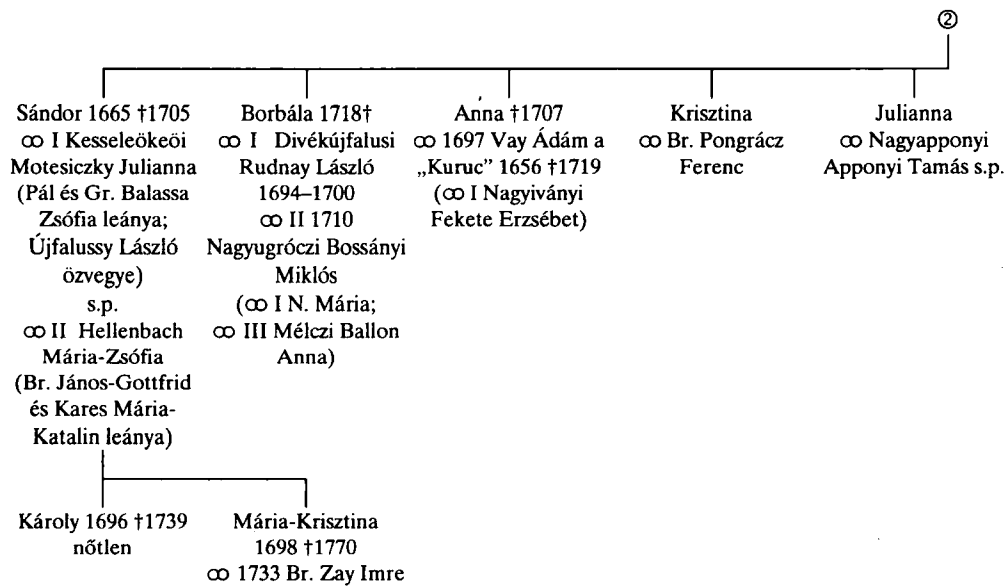 ②
Sándor 1665 †1705
∞ I Kesseleökeöi
Motesiczky Julianna
(Pál és Gr. Balassa
Zsófia leánya;
Újfalussy László
özvegye)
s.p.
∞ II Hellenbach
Mária-Zsófia
(Br. János-Gottfrid
és Kares Mária-
Katalin leánya)
Borbála 1718†
∞ I Divékújfalusi
Rudnay László
1694–1700
∞ II 1710
Nagyugróczi Bossányi
Miklós
(∞ I N. Mária;
∞ III Mélczi Ballon
Anna)
Anna †1707
∞ 1697 Vay Ádám a
„Kuruc” 1656 †1719
(∞ I Nagyiványi
Fekete Erzsébet)
Krisztina
∞ Br. Pongrácz
Ferenc
Julianna
∞ Nagyapponyi
Apponyi Tamás s.p.
Károly 1696 †1739
nőtlen
Mária-Krisztina
1698 †1770
∞ 1733 Br. Zay Imre